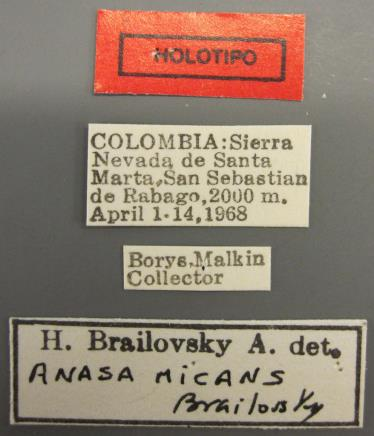 HOLOTIPO
COLOMBIA:Sierra
Nevada de Santa
Marta,San Sebastian
de Rabago,2000 m.
April 1-14,1968
Borys.Malkin
Collector
H. Brailovsky A. det.
ANASA MICANS
Brailovsky